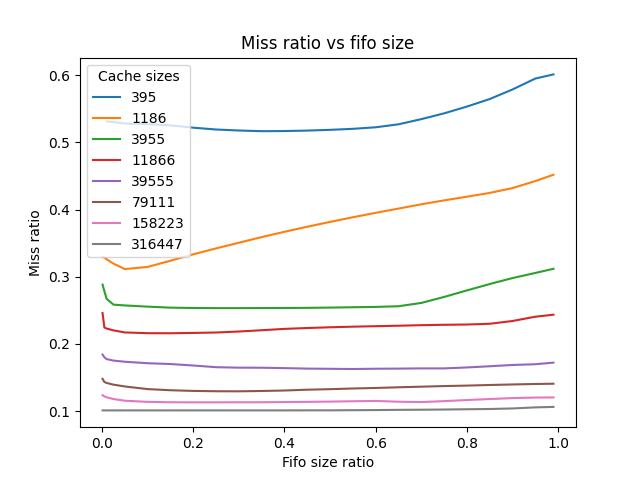 Miss ratio vs fifo size
Cache sizes
395
1186
3955
11866
39555
79111
158223
316447
Miss ratio
0.6
0.5
0.4
0.3
0.2
0.1
0.0 0.2 0.4 0.6 0.8 1.0
Fifo size ratio